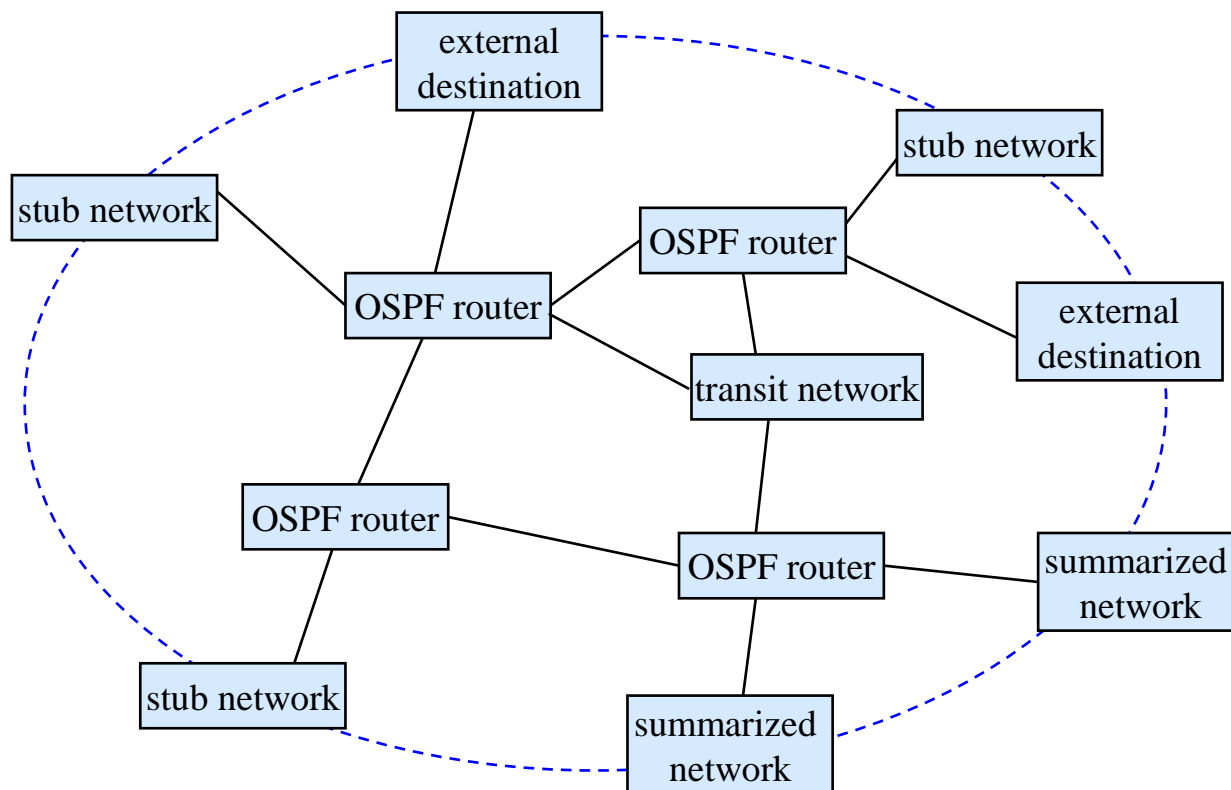 external
destination
stub network
stub network
OSPF router
OSPF router
external
destination
transit network
OSPF router
OSPF router
summarized
network
stub network
summarized
network